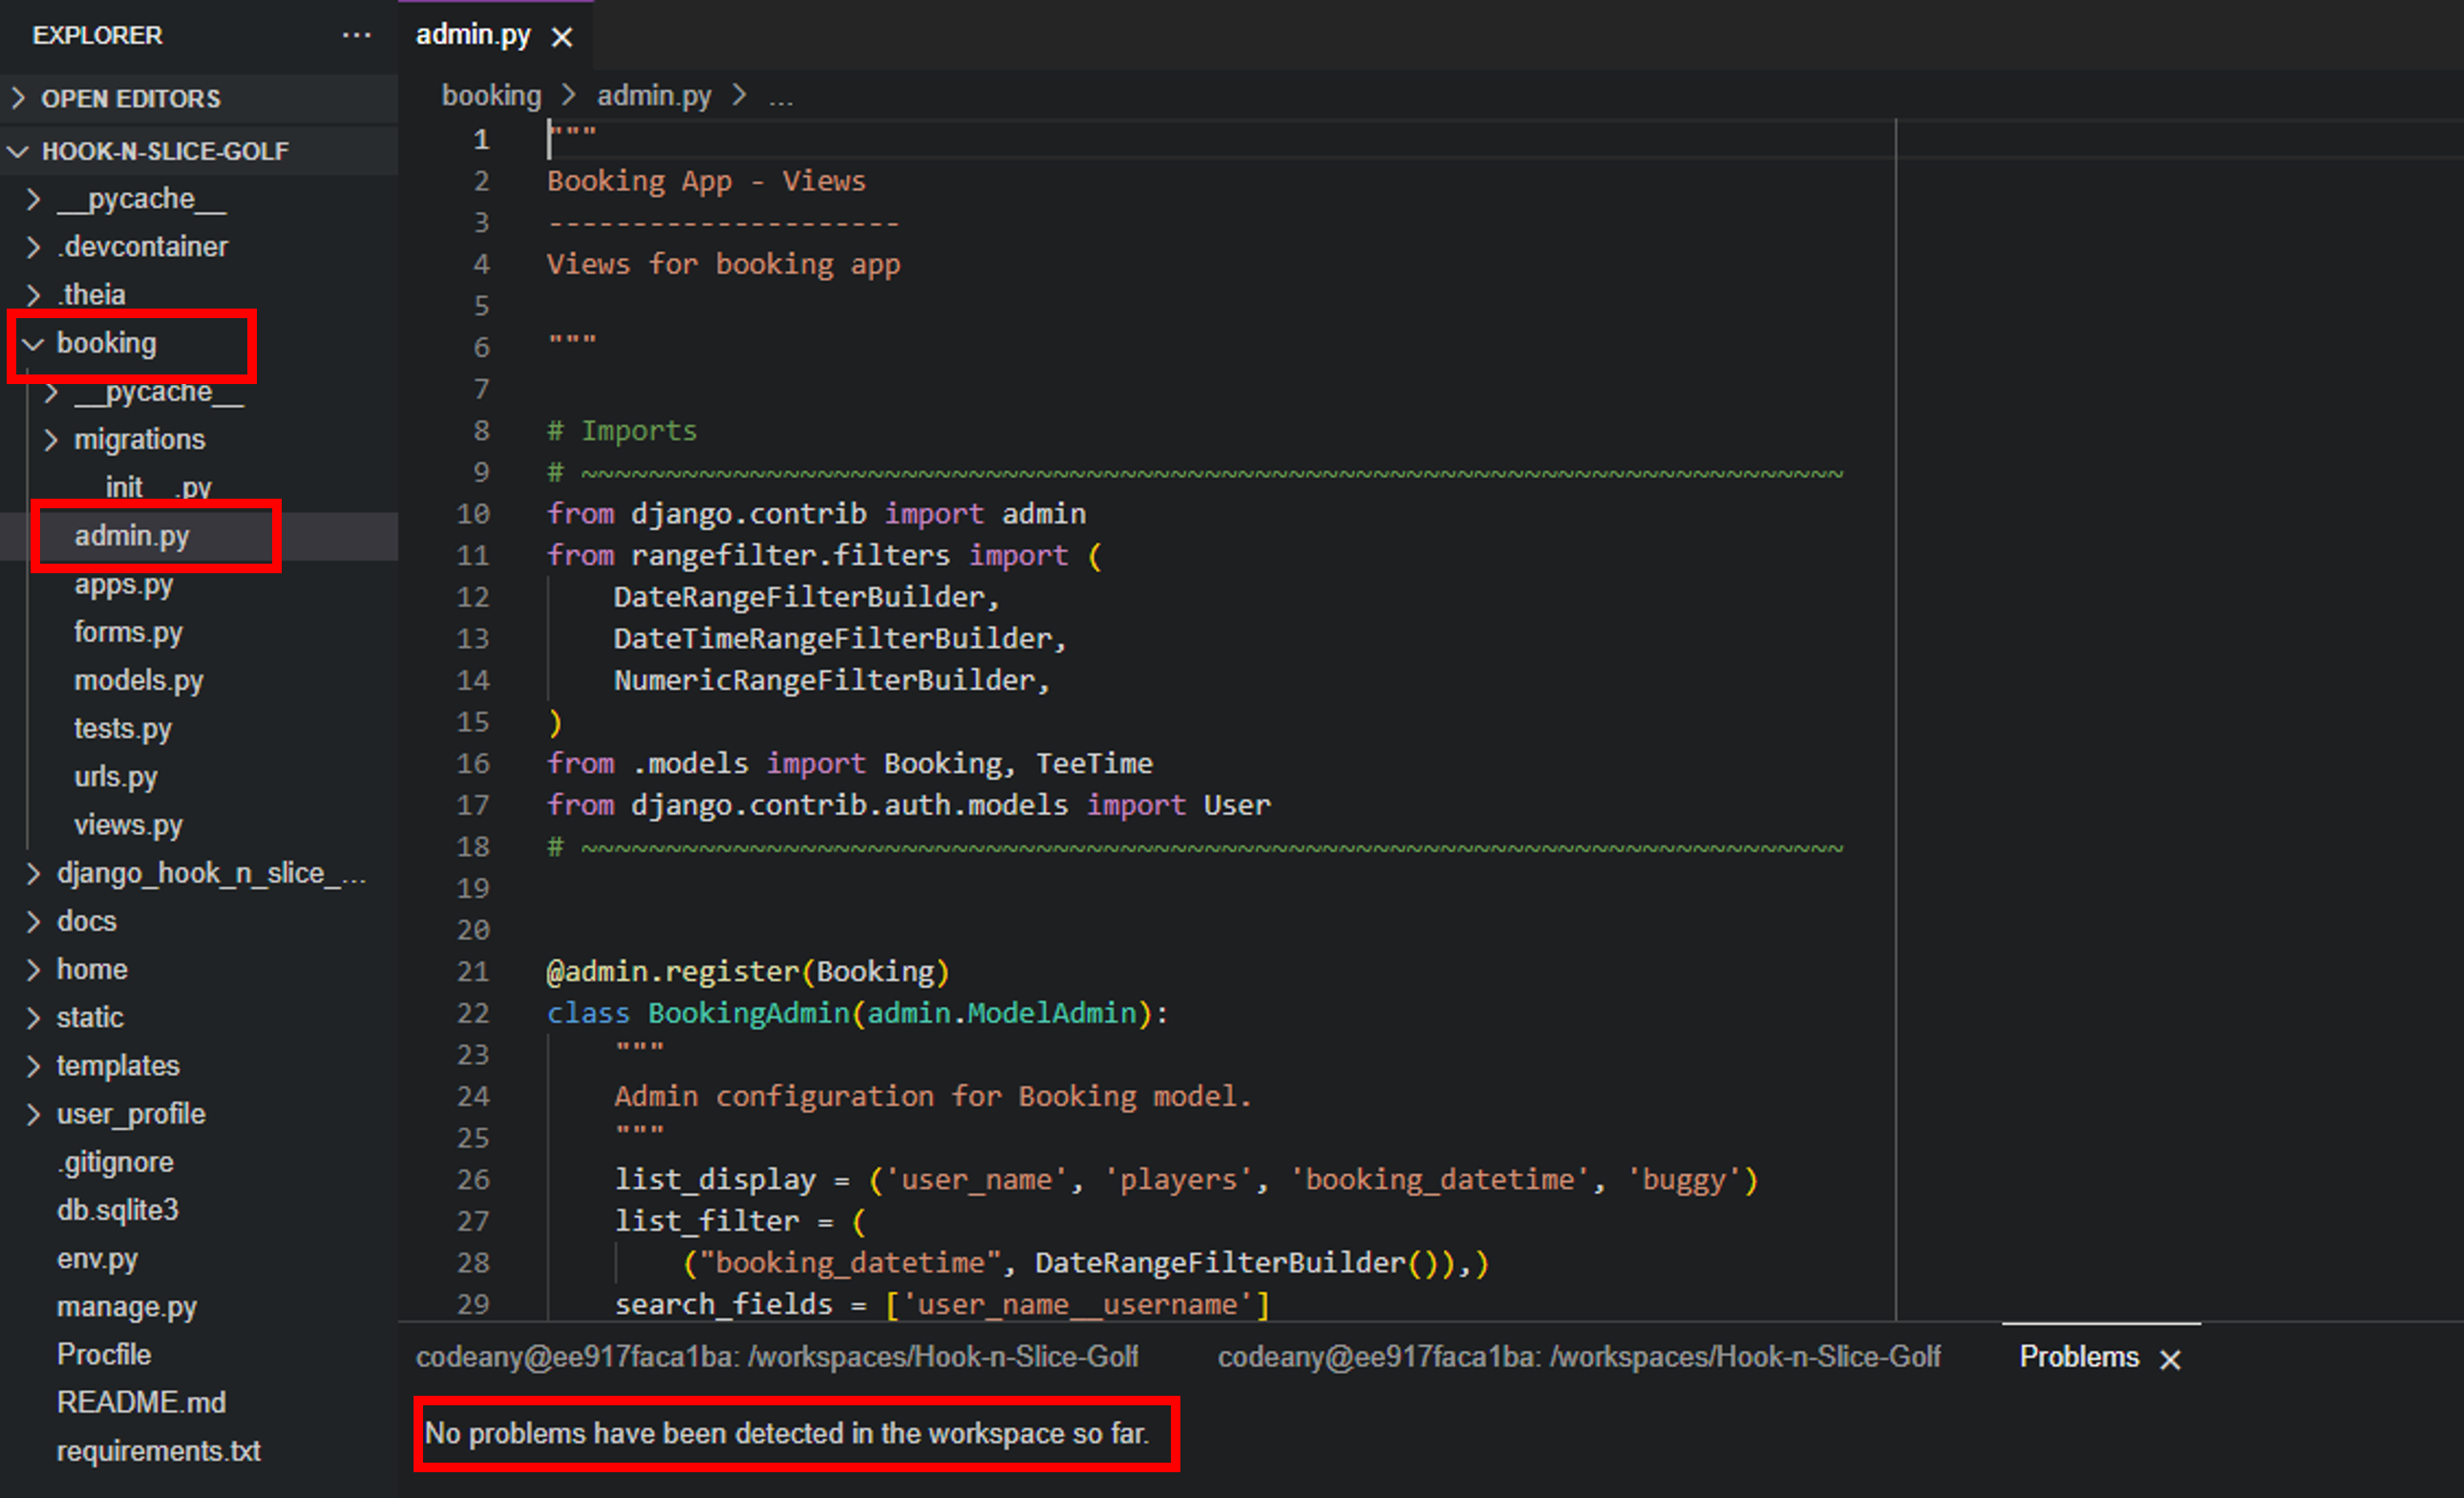 EXPLORER
OPEN EDITORS
HOOK-N-SLICE-GOLF
__pycache__
.devcontainer
.theia
booking
__pycache__
migrations
__init__.py
admin.py
apps.py
forms.py
models.py
tests.py
urls.py
views.py
django_hook_n_slice_...
docs
home
static
templates
user_profile
.gitignore
db.sqlite3
env.py
manage.py
Procfile
README.md
requirements.txt
admin.py
booking > admin.py > ...
1 """
2 Booking App - Views
3 ---------------------
4 Views for booking app
5
6 """
7
8 # Imports
9 # ~~~~~~~~~~~~~~~~~~~~~~~~~~~~~~~~~~~~~~~~~~~~~~~~~~~~~~~~~~~~~~~~~~~~~~~~~~~
10 from django.contrib import admin
11 from rangefilter.filters import (
12     DateRangeFilterBuilder,
13     DateTimeRangeFilterBuilder,
14     NumericRangeFilterBuilder,
15 )
16 from .models import Booking, TeeTime
17 from django.contrib.auth.models import User
18 # ~~~~~~~~~~~~~~~~~~~~~~~~~~~~~~~~~~~~~~~~~~~~~~~~~~~~~~~~~~~~~~~~~~~~~~~~~~~
19
20
21 @admin.register(Booking)
22 class BookingAdmin(admin.ModelAdmin):
23     """
24     Admin configuration for Booking model.
25     """
26     list_display = ('user_name', 'players', 'booking_datetime', 'buggy')
27     list_filter = (
28         ("booking_datetime", DateRangeFilterBuilder()),)
29     search_fields = ['user_name__username']
codeany@ee917faca1ba: /workspaces/Hook-n-Slice-Golf codeany@ee917faca1ba: /workspaces/Hook-n-Slice-Golf Problems
No problems have been detected in the workspace so far.